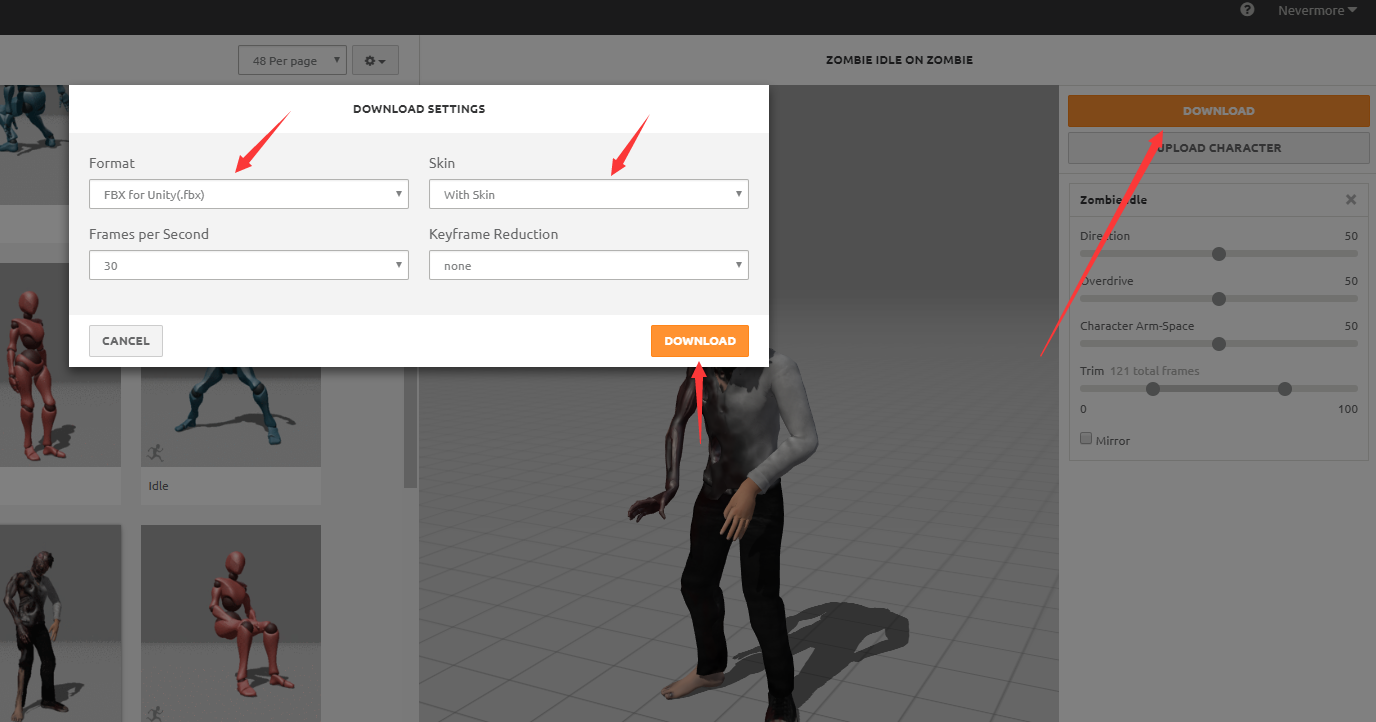 Nevermore
48 Per page
ZOMBIE IDLE ON ZOMBIE
DOWNLOAD SETTINGS
Format
Skin
FBX for Unity(.fbx)
With Skin
Frames per Second
Keyframe Reduction
30
none
CANCEL
DOWNLOAD
Idle
DOWNLOAD
UPLOAD CHARACTER
Zombie Idle
Direction
50
Overdrive
50
Character Arm-Space
50
Trim 121 total frames
0
100
Mirror